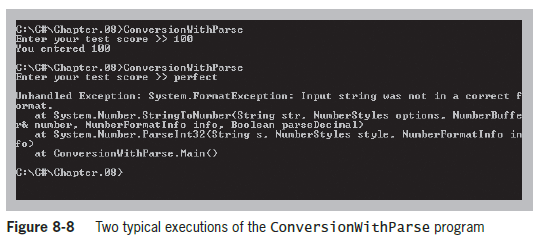 C:\C#\Chapter.08>ConversionWithParse
Enter your test score >> 100
You entered 100
C:\C#\Chapter.08>ConversionWithParse
Enter your test score >> perfect
Unhandled Exception: System.FormatException: Input string was not in a correct f
ormat.
at System.Number.StringToNumber(String str, NumberStyles options, NumberBuffe
r& number, NumberFormatInfo info, Boolean parseDecimal)
at System.Number.ParseInt32(String s, NumberStyles style, NumberFormatInfo in
fo)
at ConversionWithParse.Main()
C:\C#\Chapter.08>
Figure 8-8 Two typical executions of the ConversionWithParse program